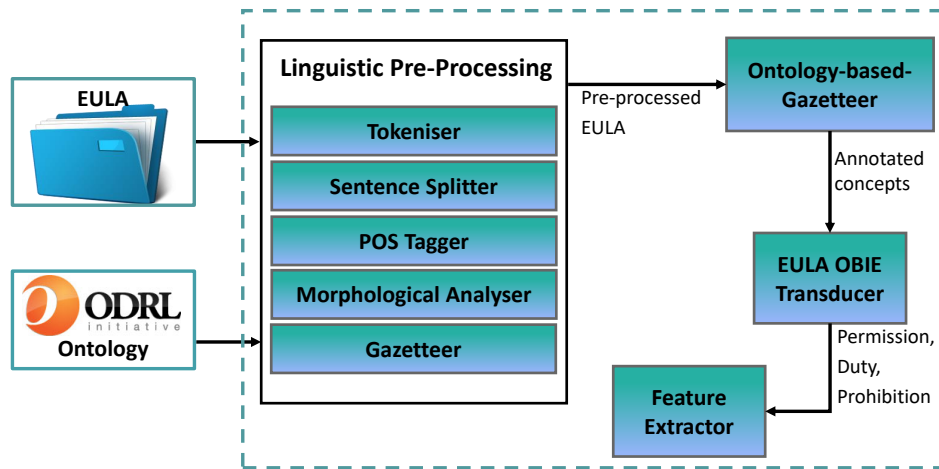 EULA
ODRL
initiative
Ontology
Linguistic Pre-Processing
Tokeniser
Sentence Splitter
POS Tagger
Morphological Analyser
Gazetteer
Pre-processed
EULA
Ontology-based-
Gazetteer
Annotated
concepts
EULA OBIE
Transducer
Permission,
Duty,
Prohibition
Feature
Extractor